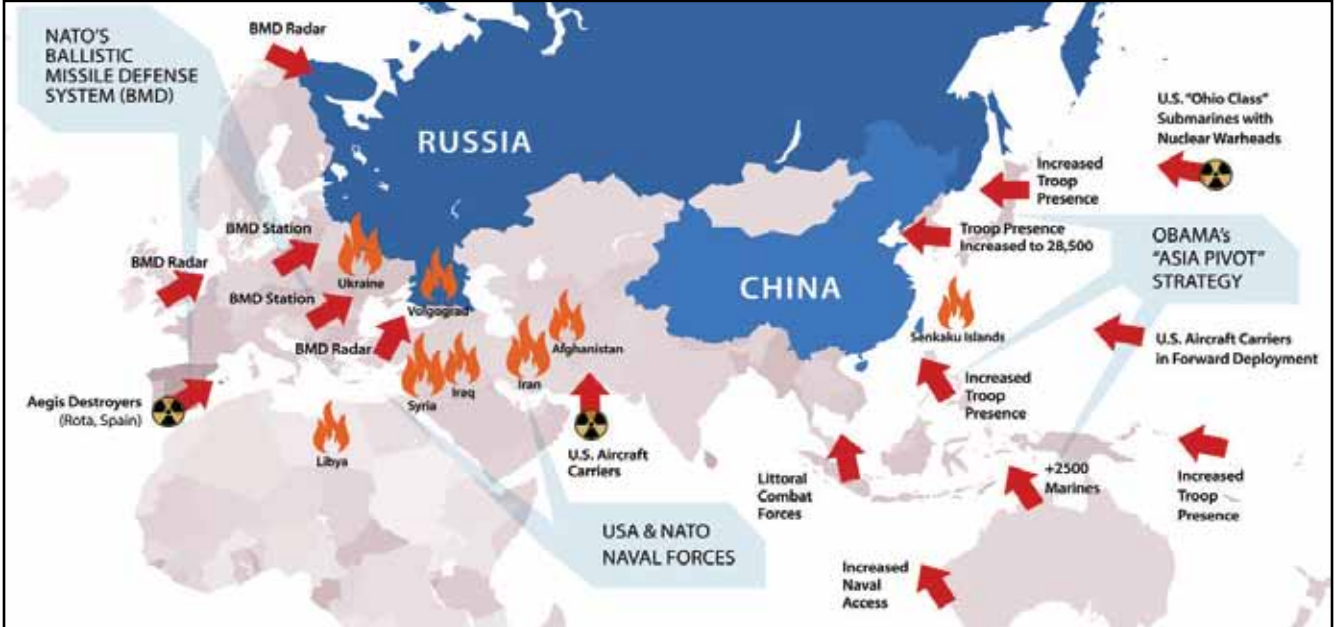 NATO'S
BALLISTIC
MISSILE DEFENSE
SYSTEM (BMD)
BMD Radar
RUSSIA
U.S. "Ohio Class"
Submarines with
Nuclear Warheads
Increased
Troop
Presence
BMD Station
Troop Presence
Increased to 28,500
OBAMA's
"ASIA PIVOT"
STRATEGY
BMD Radar
Ukraine
BMD Station
Volgograd
CHINA
BMD Radar
Afghanistan
Senkaku Islands
U.S. Aircraft Carriers
in Forward Deployment
Syria
Iraq
Iran
Increased
Troop
Presence
Aegis Destroyers
(Rota, Spain)
Libya
U.S. Aircraft
Carriers
Littoral
Combat
Forces
+2500
Marines
Increased
Troop
Presence
USA & NATO
NAVAL FORCES
Increased
Naval
Access